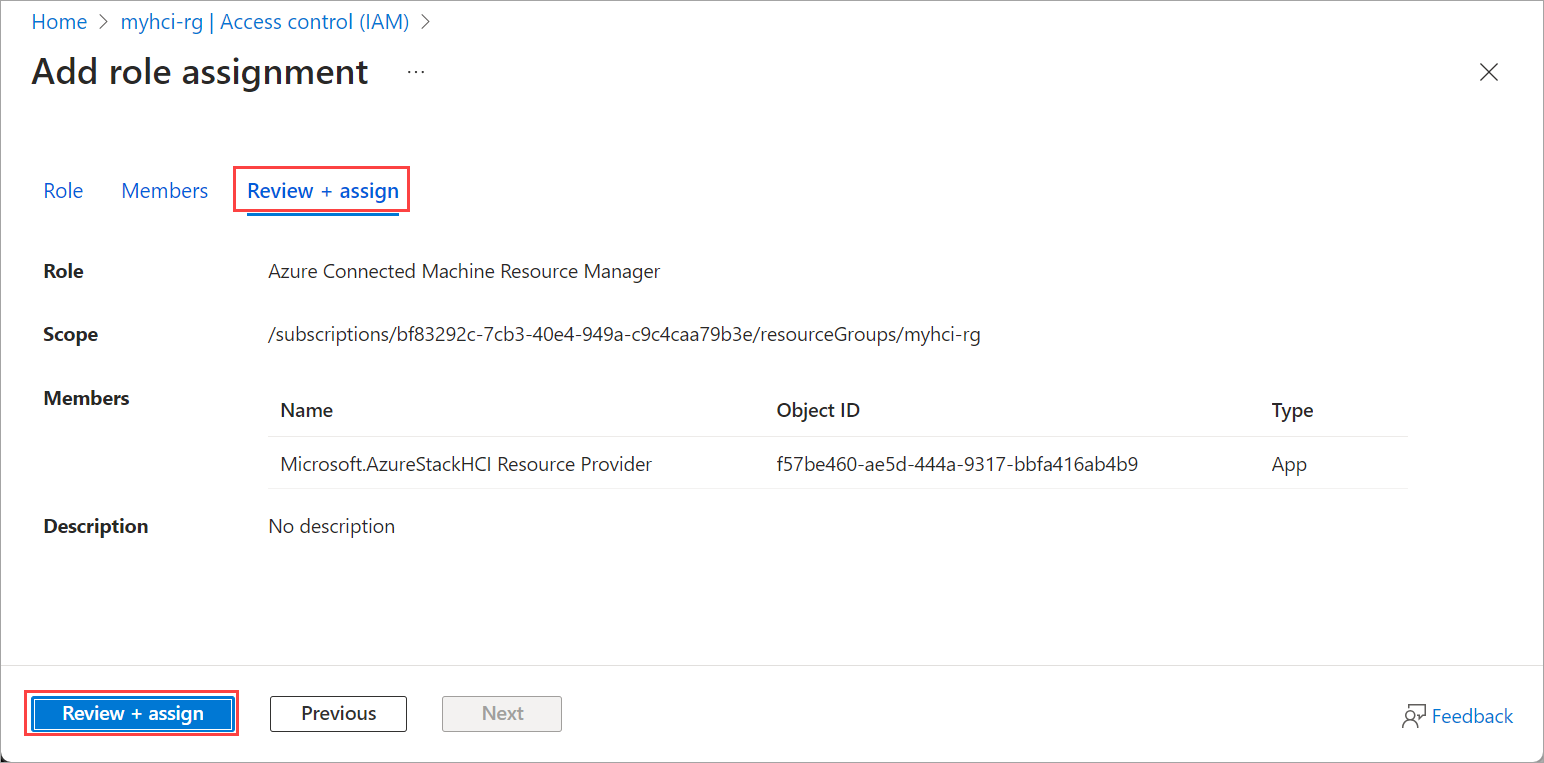 Home > myhci-rg | Access control (IAM) >
Add role assignment ...
Role Members Review + assign
Role Azure Connected Machine Resource Manager
Scope /subscriptions/bf83292c-7cb3-40e4-949a-c9c4caa79b3e/resourceGroups/myhci-rg
Members
Name Object ID Type
Microsoft.AzureStackHCI Resource Provider f57be460-ae5d-444a-9317-bbfa416ab4b9 App
Description No description
Review + assign Previous Next Feedback